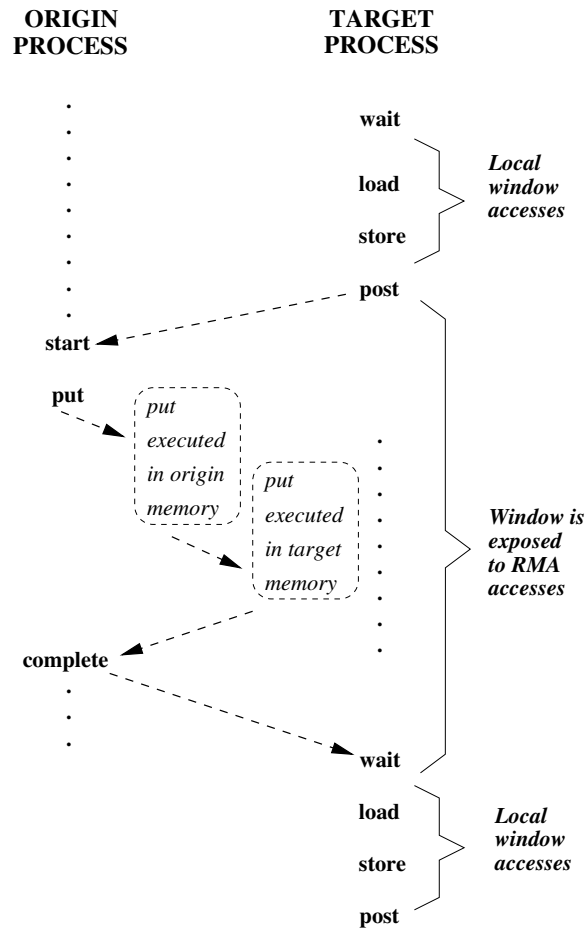 ORIGIN
PROCESS
TARGET
PROCESS
wait
load
store
Local
window
accesses
post
start
put
put
executed
in origin
memory
put
executed
in target
memory
Window is
exposed
to RMA
accesses
complete
wait
load
store
post
Local
window
accesses